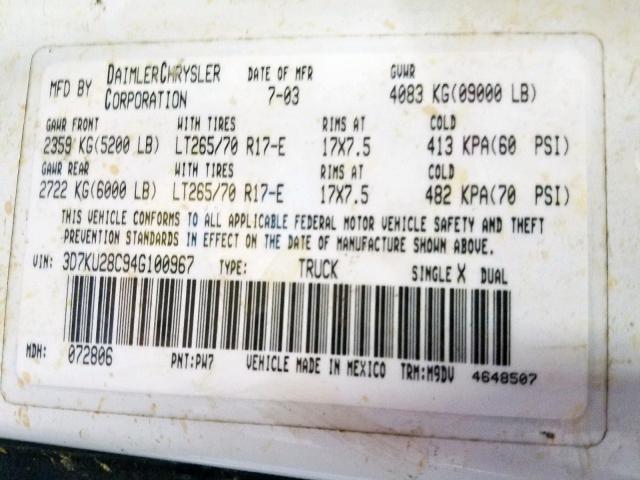 MFD BY DAIMLERCHRYSLER CORPORATION DATE OF MFR 7-03 GVWR 4083 KG(09000 LB)
GAWR FRONT WITH TIRES RIMS AT COLD
2359 KG(5200 LB) LT265/70 R17-E 17X7.5 413 KPA(60 PSI)
GAWR REAR WITH TIRES RIMS AT COLD
2722 KG(6000 LB) LT265/70 R17-E 17X7.5 482 KPA(70 PSI)
THIS VEHICLE CONFORMS TO ALL APPLICABLE FEDERAL MOTOR VEHICLE SAFETY AND THEFT
PREVENTION STANDARDS IN EFFECT ON THE DATE OF MANUFACTURE SHOWN ABOVE.
VIN: 3D7KU28C94G100967 TYPE: TRUCK SINGLE X DUAL
MDH: 072806 PNT:PW7 VEHICLE MADE IN MEXICO TRM:M9DV 4648507